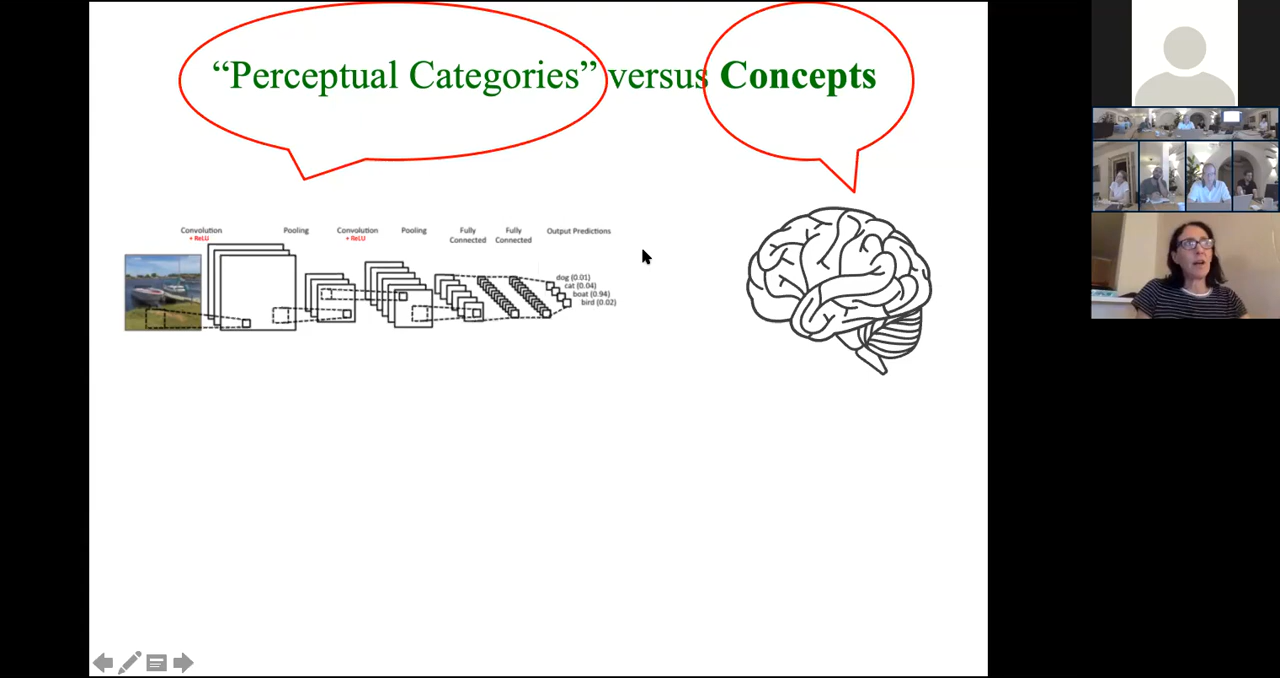 “Perceptual Categories” versus Concepts
Convolution
+ ReLU
Pooling
Convolution
+ ReLU
Pooling
Fully
Connected
Fully
Connected
Output Predictions
dog (0.01)
cat (0.04)
boat (0.94)
bird (0.02)